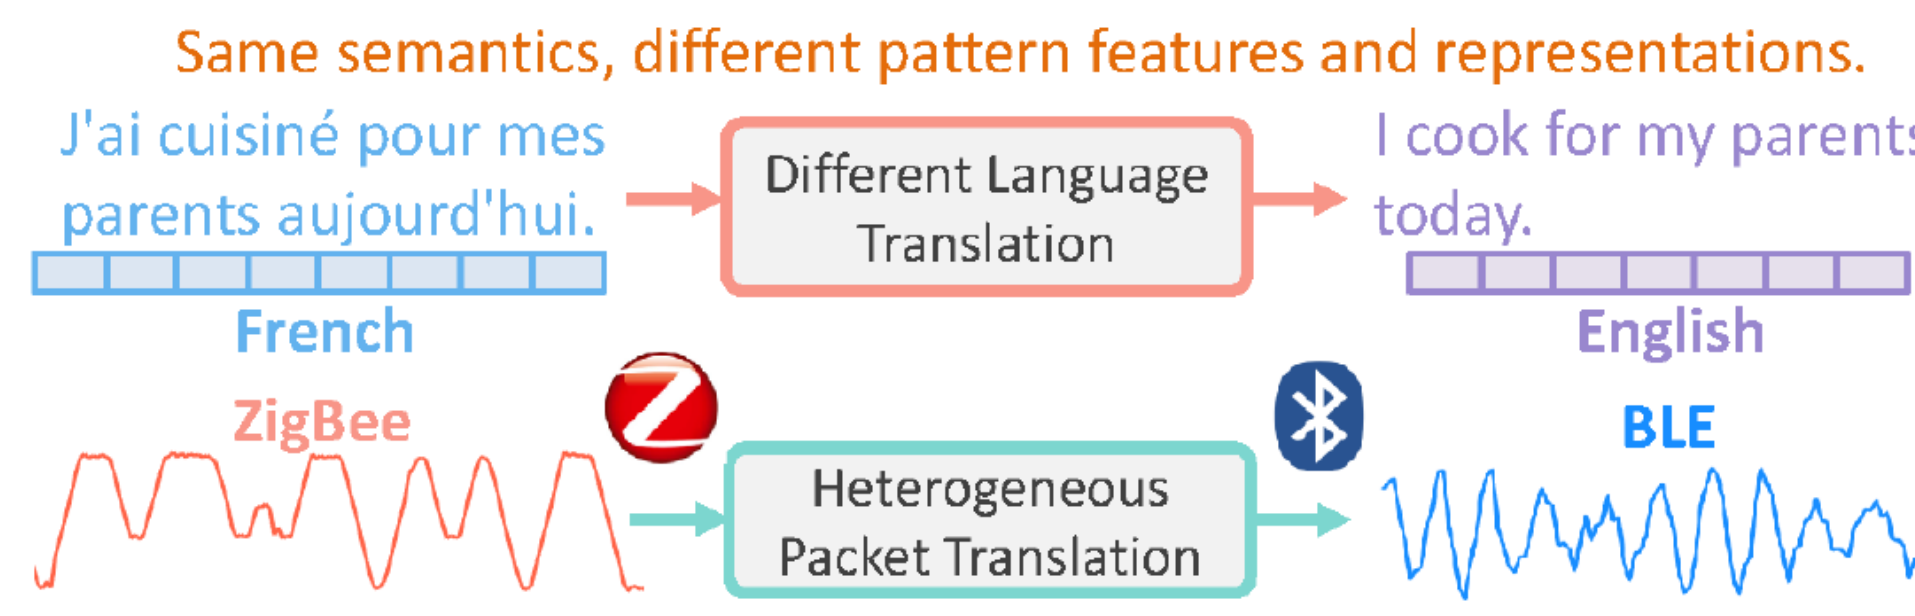 Same semantics, different pattern features and representations.
J'ai cuisiné pour mes
parents aujourd'hui.
Different Language
Translation
I cook for my parents
today.
French
English
ZigBee
BLE
Heterogeneous
Packet Translation